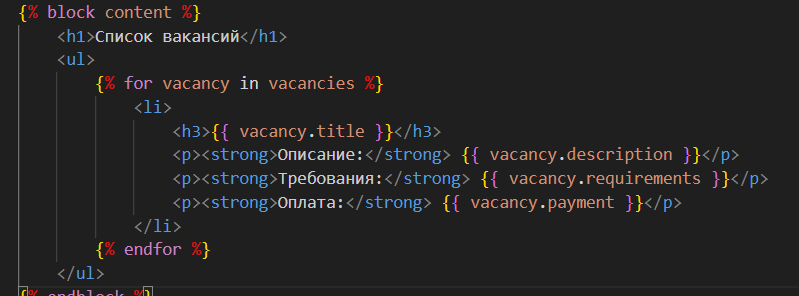 {% block content %}
<h1>Список вакансий</h1>
<ul>
{% for vacancy in vacancies %}
<li>
<h3>{{ vacancy.title }}</h3>
<p><strong>Описание:</strong> {{ vacancy.description }}</p>
<p><strong>Требования:</strong> {{ vacancy.requirements }}</p>
<p><strong>Оплата:</strong> {{ vacancy.payment }}</p>
</li>
{% endfor %}
</ul>
{% endblock %}